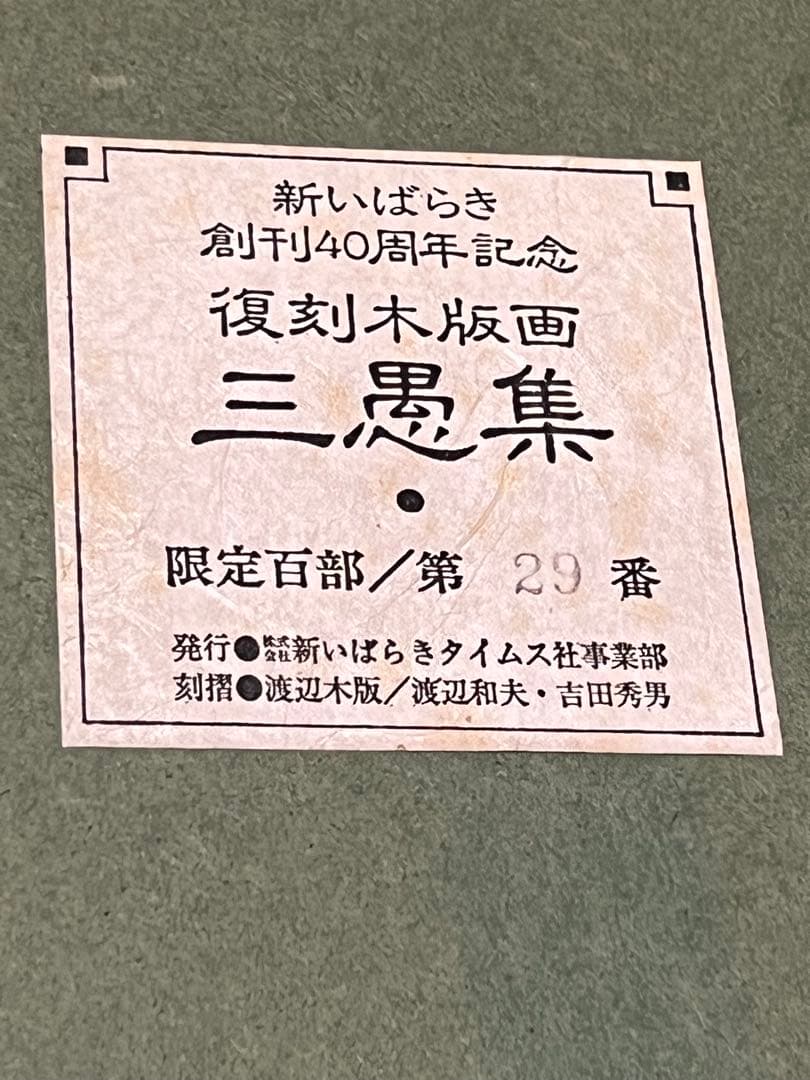 新いばらき
創刊40周年記念
復刻木版画
三愚集
●
限定百部／第 29 番
発行●株式会社新いばらきタイムス社事業部
刻摺●渡辺木版／渡辺和夫・吉田秀男